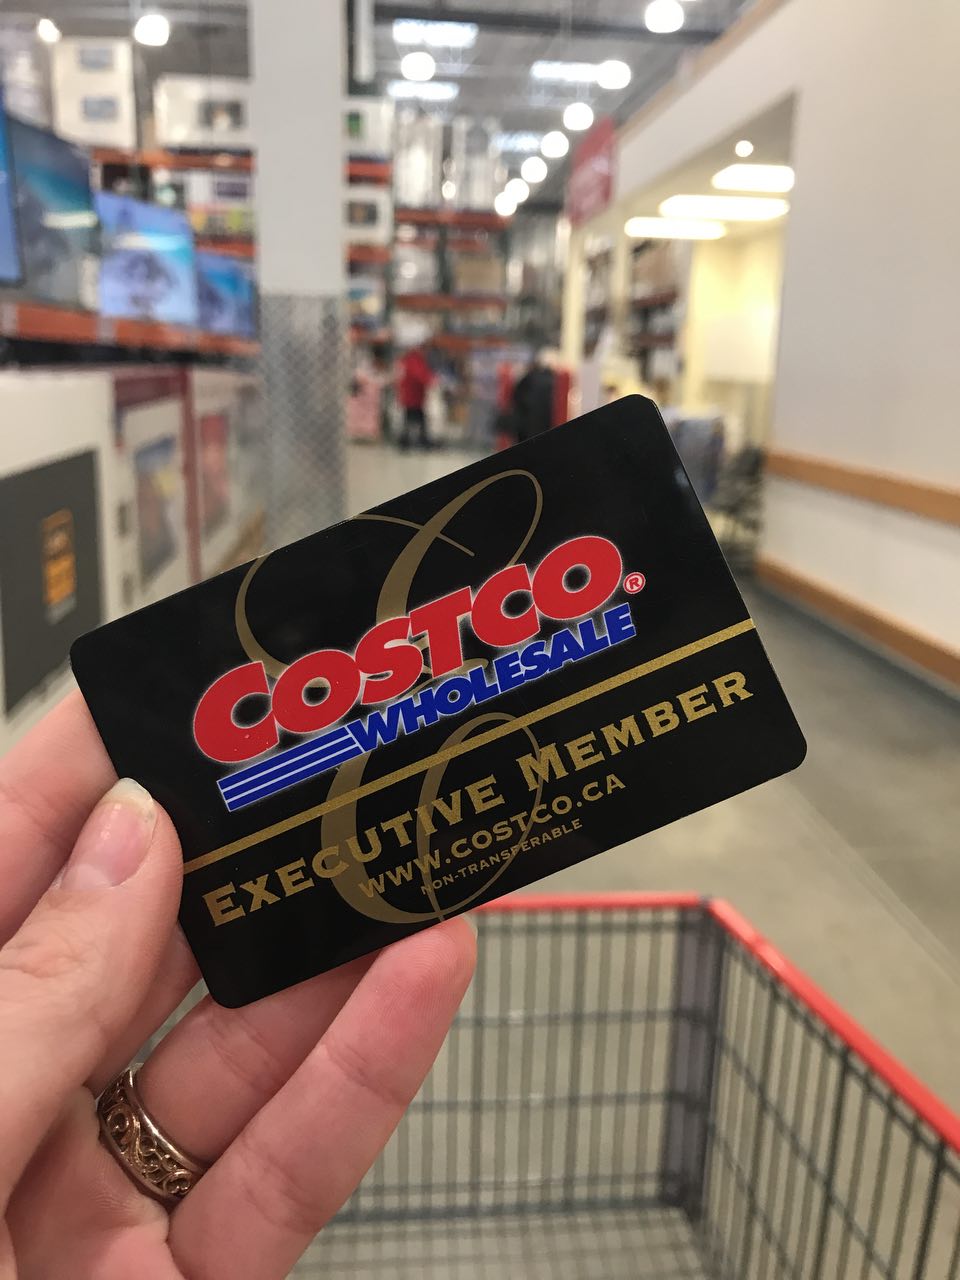 COSTCO®
WHOLESALE
EXECUTIVE MEMBER
WWW.COSTCO.CA
NON-TRANSFERABLE